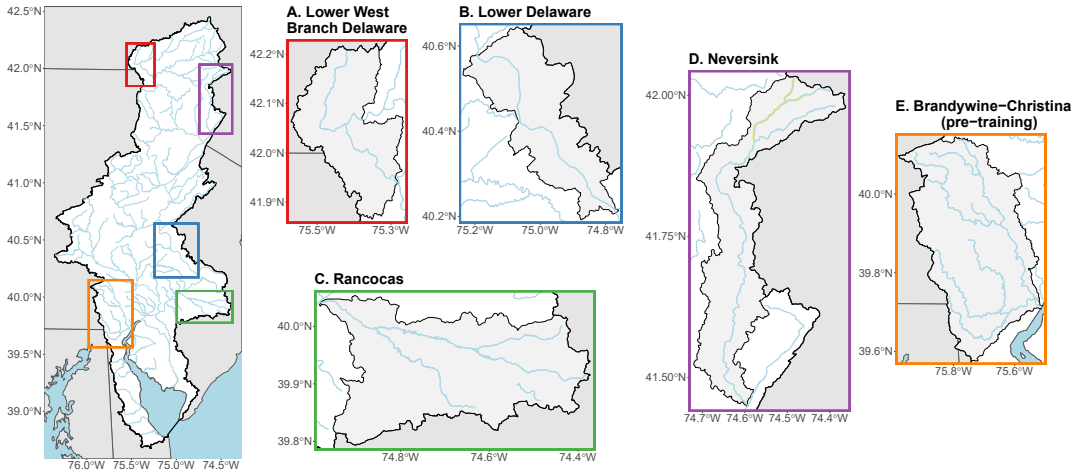 42.5°N
42.0°N
41.5°N
41.0°N
40.5°N
40.0°N
39.5°N
39.0°N
76.0°W 75.5°W 75.0°W 74.5°W
A. Lower West
Branch Delaware
42.2°N
42.1°N
42.0°N
41.9°N
75.5°W 75.3°W
B. Lower Delaware
40.6°N
40.4°N
40.2°N
75.2°W 75.0°W 74.8°W
C. Rancocas
40.0°N
39.9°N
39.8°N
74.8°W 74.6°W 74.4°W
D. Neversink
42.00°N
41.75°N
41.50°N
74.7°W 74.6°W 74.5°W 74.4°W
E. Brandywine−Christina
(pre−training)
40.0°N
39.8°N
39.6°N
75.8°W 75.6°W